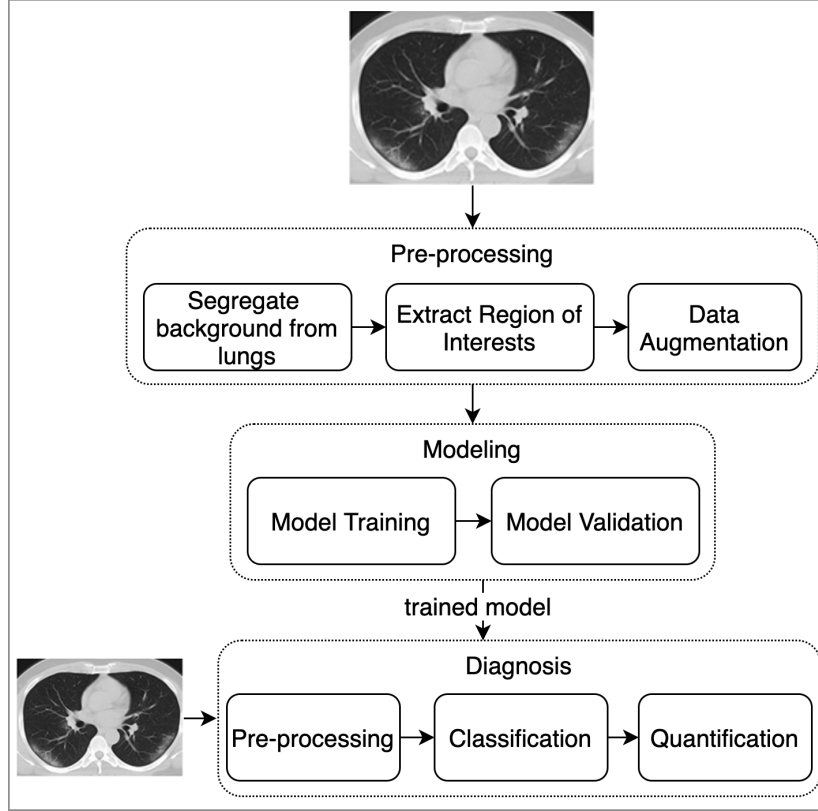 Pre-processing
Segregate
background from
lungs
Extract Region of
Interests
Data
Augmentation
Modeling
Model Training
Model Validation
trained model
Diagnosis
Pre-processing
Classification
Quantification